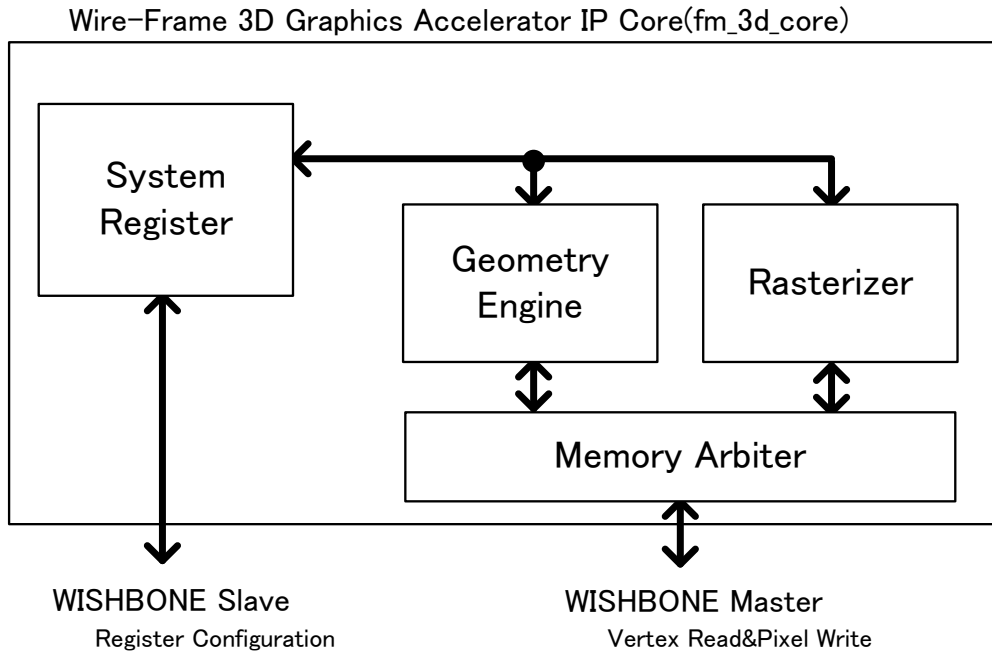 Wire-Frame 3D Graphics Accelerator IP Core(fm_3d_core)
System
Register
Geometry
Engine
Rasterizer
Memory Arbiter
WISHBONE Slave
Register Configuration
WISHBONE Master
Vertex Read&Pixel Write